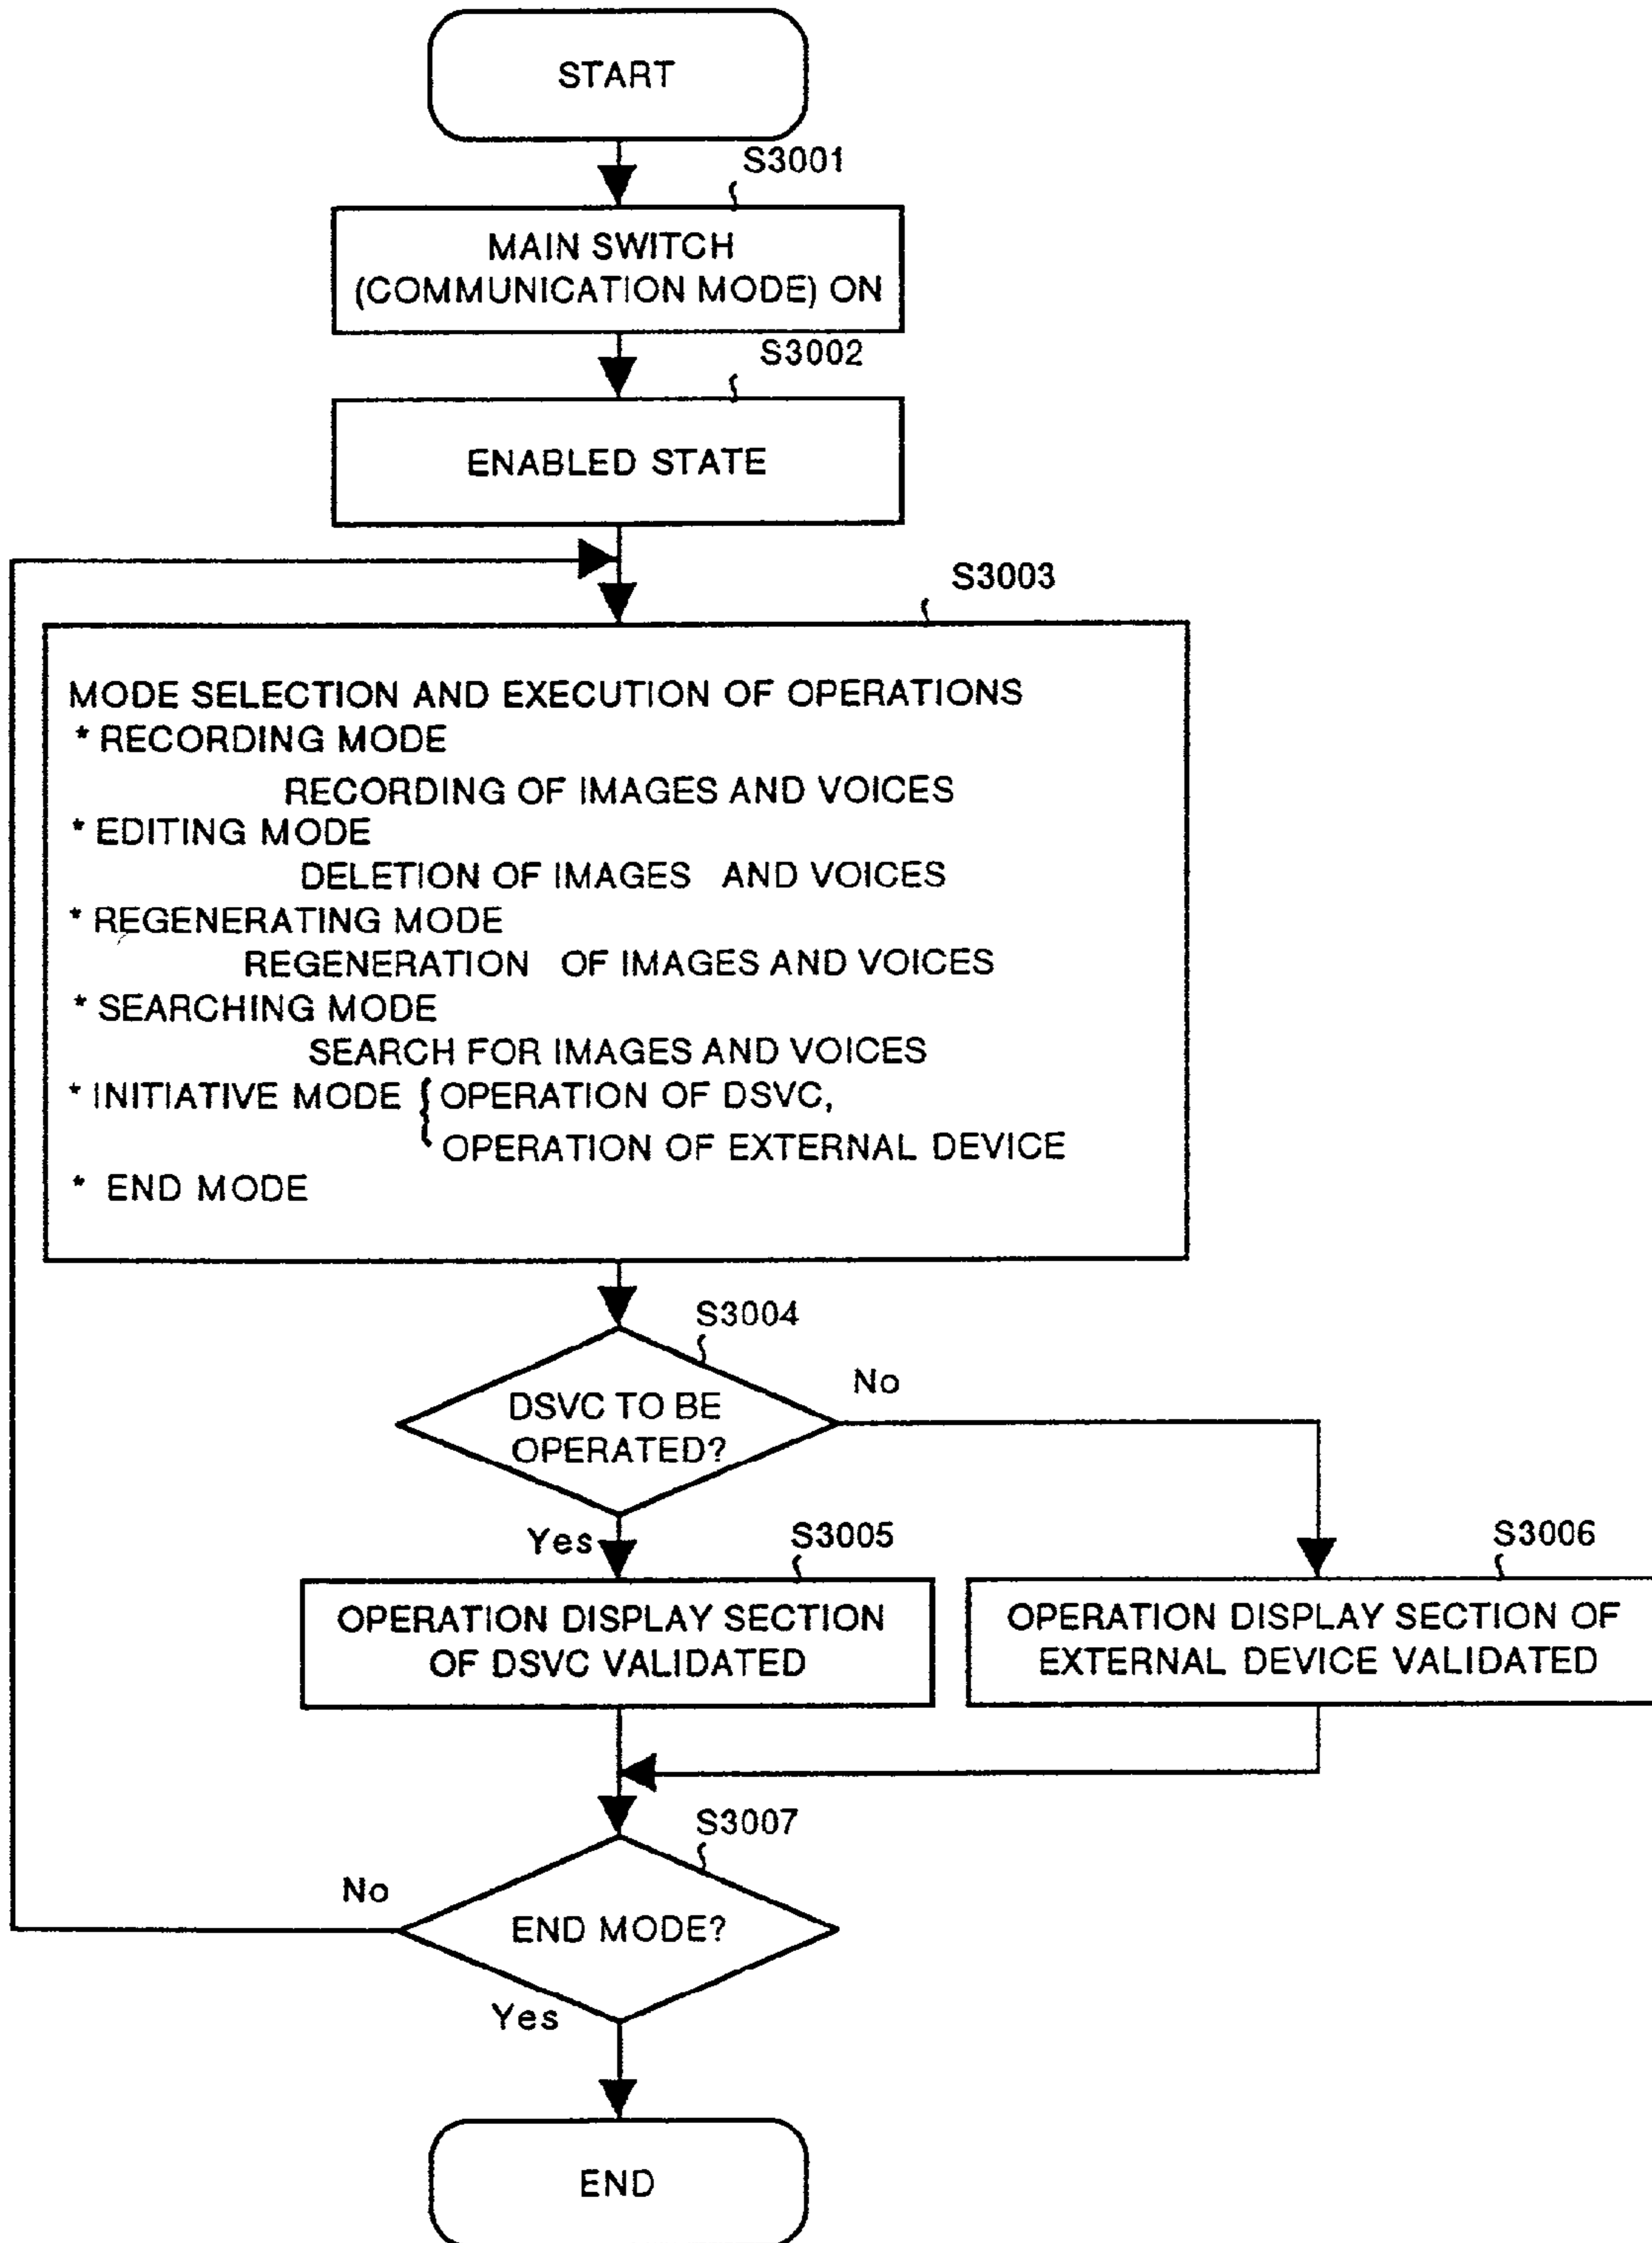 START
S3001
MAIN SWITCH
(COMMUNICATION MODE) ON
S3002
ENABLED STATE
S3003
MODE SELECTION AND EXECUTION OF OPERATIONS
* RECORDING MODE
RECORDING OF IMAGES AND VOICES
* EDITING MODE
DELETION OF IMAGES AND VOICES
* REGENERATING MODE
REGENERATION OF IMAGES AND VOICES
* SEARCHING MODE
SEARCH FOR IMAGES AND VOICES
* INITIATIVE MODE { OPERATION OF DSVC,
OPERATION OF EXTERNAL DEVICE
* END MODE
S3004
DSVC TO BE
OPERATED?
No
Yes
S3005
OPERATION DISPLAY SECTION
OF DSVC VALIDATED
S3006
OPERATION DISPLAY SECTION OF
EXTERNAL DEVICE VALIDATED
S3007
END MODE?
No
Yes
END